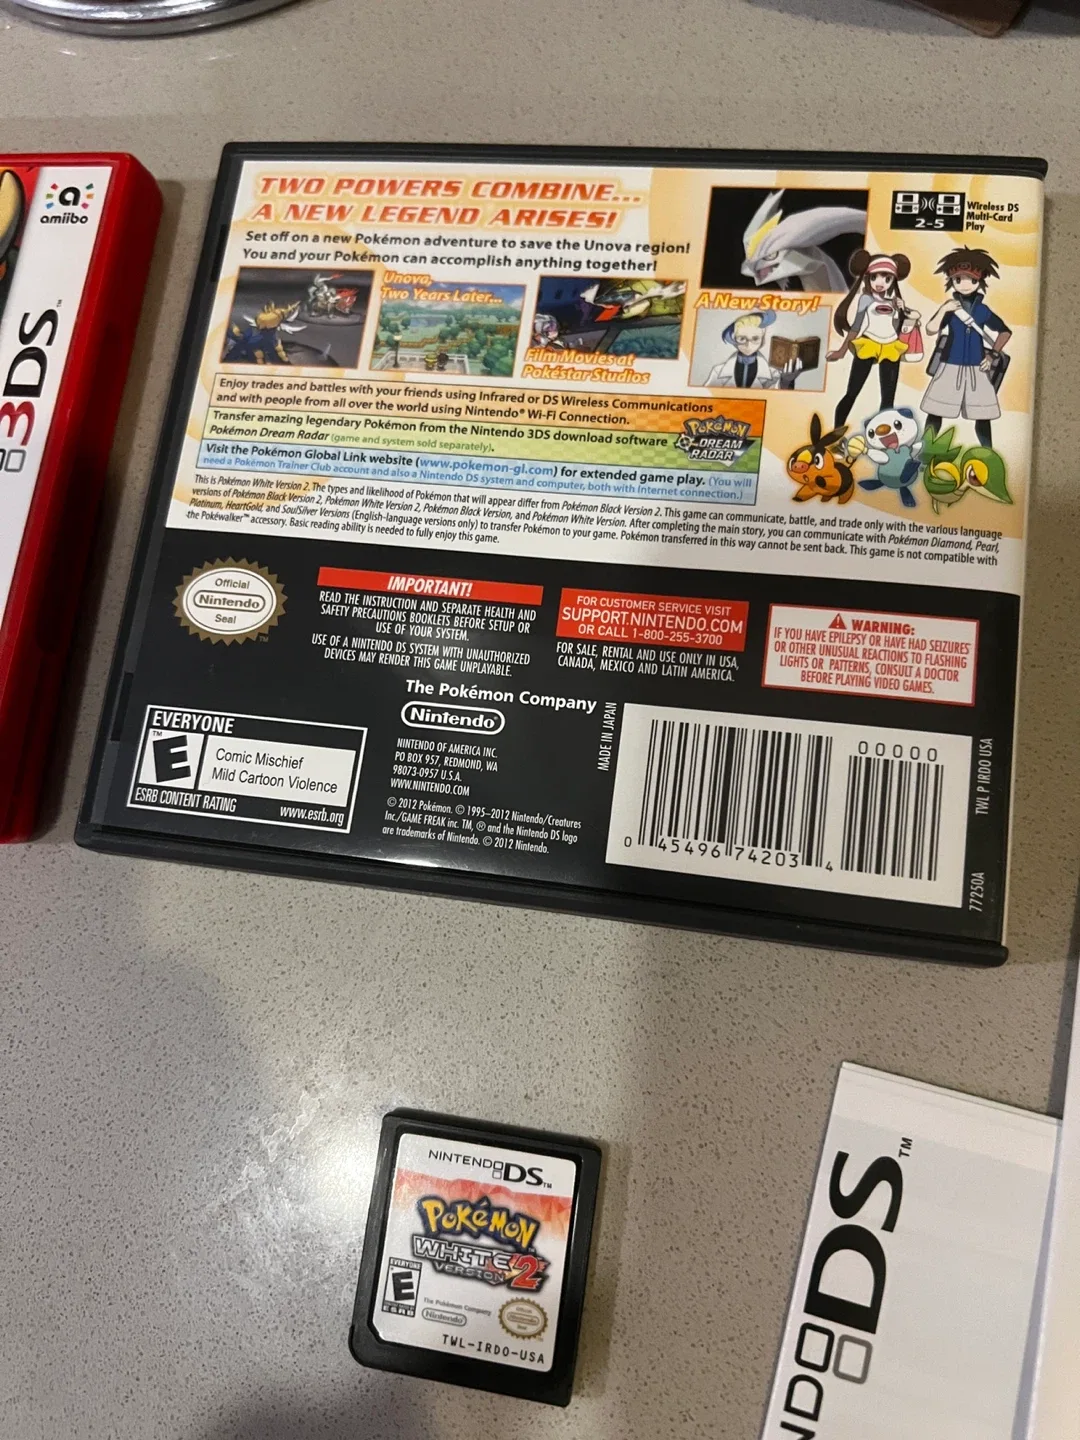 amiibo
3DS™
TWO POWERS COMBINE...
A NEW LEGEND ARISES!
Set off on a new Pokémon adventure to save the Unova region!
You and your Pokémon can accomplish anything together!
Unova,
Two Years Later...
Film Movies at
Pokéstar Studios
A New Story!
2-5
Wireless DS
Multi-Card
Play
Enjoy trades and battles with your friends using Infrared or DS Wireless Communications
and with people from all over the world using Nintendo® Wi-Fi Connection.
Transfer amazing legendary Pokémon from the Nintendo 3DS download software
Pokémon Dream Radar (game and system sold separately).
POKéMON
DREAM
RADAR
Visit the Pokémon Global Link website (www.pokemon-gl.com) for extended game play. (You will
need a Pokémon Trainer Club account and also a Nintendo DS system and computer, both with Internet connection.)
This is Pokémon White Version 2. The types and likelihood of Pokémon that will appear differ from Pokémon Black Version 2. This game can communicate, battle, and trade only with the various language
versions of Pokémon Black Version 2, Pokémon White Version 2, Pokémon Black Version, and Pokémon White Version. After completing the main story, you can communicate with Pokémon Diamond, Pearl,
Platinum, HeartGold, and SoulSilver Versions (English-language versions only) to transfer Pokémon to your game. Pokémon transferred in this way cannot be sent back. This game is not compatible with
the Pokéwalker™ accessory. Basic reading ability is needed to fully enjoy this game.
Official
Nintendo
Seal
TM
IMPORTANT!
READ THE INSTRUCTION AND SEPARATE HEALTH AND
SAFETY PRECAUTIONS BOOKLETS BEFORE SETUP OR
USE OF YOUR SYSTEM.
USE OF A NINTENDO DS SYSTEM WITH UNAUTHORIZED
DEVICES MAY RENDER THIS GAME UNPLAYABLE.
FOR CUSTOMER SERVICE VISIT
SUPPORT.NINTENDO.COM
OR CALL 1-800-255-3700
FOR SALE, RENTAL AND USE ONLY IN USA,
CANADA, MEXICO AND LATIN AMERICA.
WARNING:
IF YOU HAVE EPILEPSY OR HAVE HAD SEIZURES
OR OTHER UNUSUAL REACTIONS TO FLASHING
LIGHTS OR PATTERNS, CONSULT A DOCTOR
BEFORE PLAYING VIDEO GAMES.
EVERYONE
TM
E
Comic Mischief
Mild Cartoon Violence
ESRB CONTENT RATING
www.esrb.org
The Pokémon Company
Nintendo®
NINTENDO OF AMERICA INC.
PO BOX 957, REDMOND, WA
98073-0957 U.S.A.
WWW.NINTENDO.COM
© 2012 Pokémon. © 1995–2012 Nintendo/Creatures
Inc./GAME FREAK inc. TM, ® and the Nintendo DS logo
are trademarks of Nintendo. © 2012 Nintendo.
MADE IN JAPAN
00000
0 45496 74203 4
TWL P IRDO USA
77250A
NINTENDO DS™
POKéMON
WHITE
VERSION 2
EVERYONE
E
ESRB
The Pokémon Company
Nintendo
TWL-IRDO-USA
NDO DS™